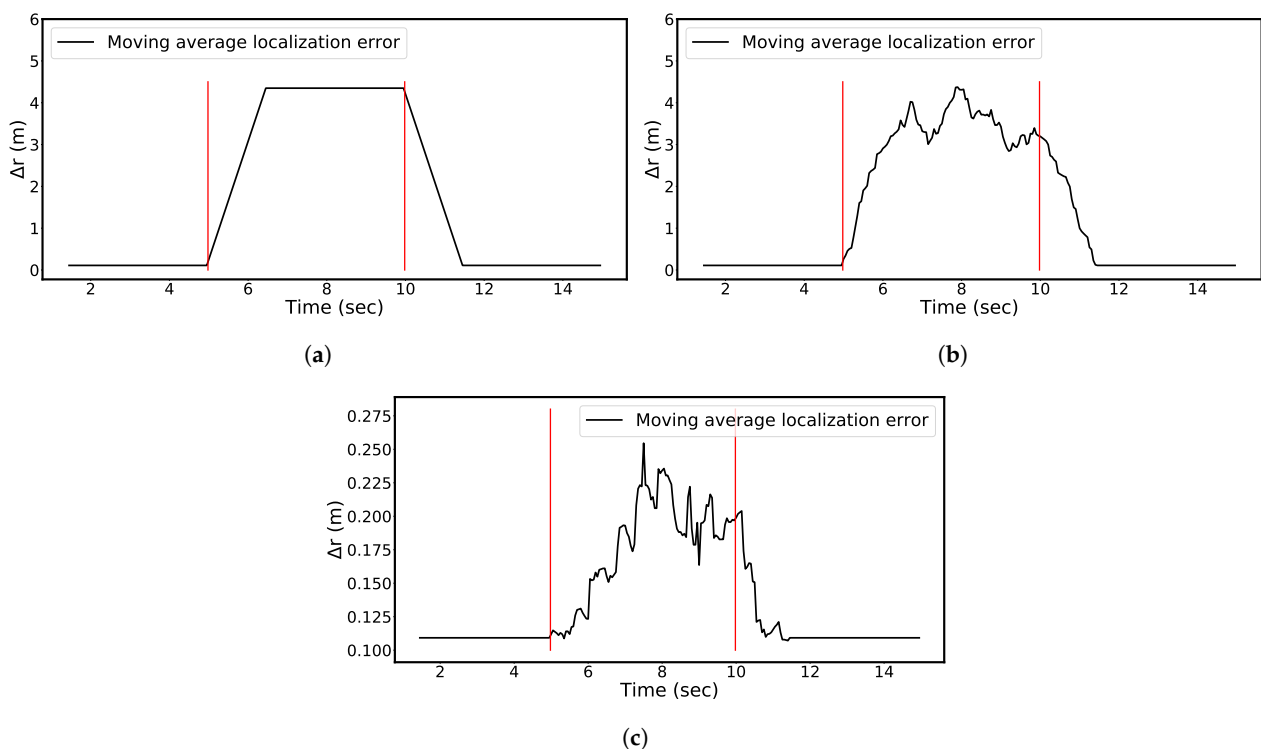 6
5
4
3
2
1
0
Δr (m)
Moving average localization error
2 4 6 8 10 12 14
Time (sec)
(a)
6
5
4
3
2
1
0
Δr (m)
Moving average localization error
2 4 6 8 10 12 14
Time (sec)
(b)
0.275
0.250
0.225
0.200
0.175
0.150
0.125
0.100
Δr (m)
Moving average localization error
2 4 6 8 10 12 14
Time (sec)
(c)